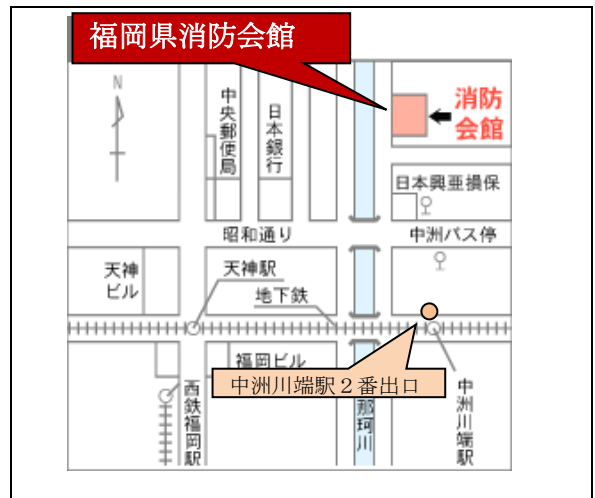 福岡県消防会館
N
中央郵便局
日本銀行
消防
会館
日本興亜損保
昭和通り
中洲バス停
天神
ビル
天神駅
地下鉄
福岡ビル
中洲川端駅２番出口
西鉄福岡駅
那珂川
中洲川端駅